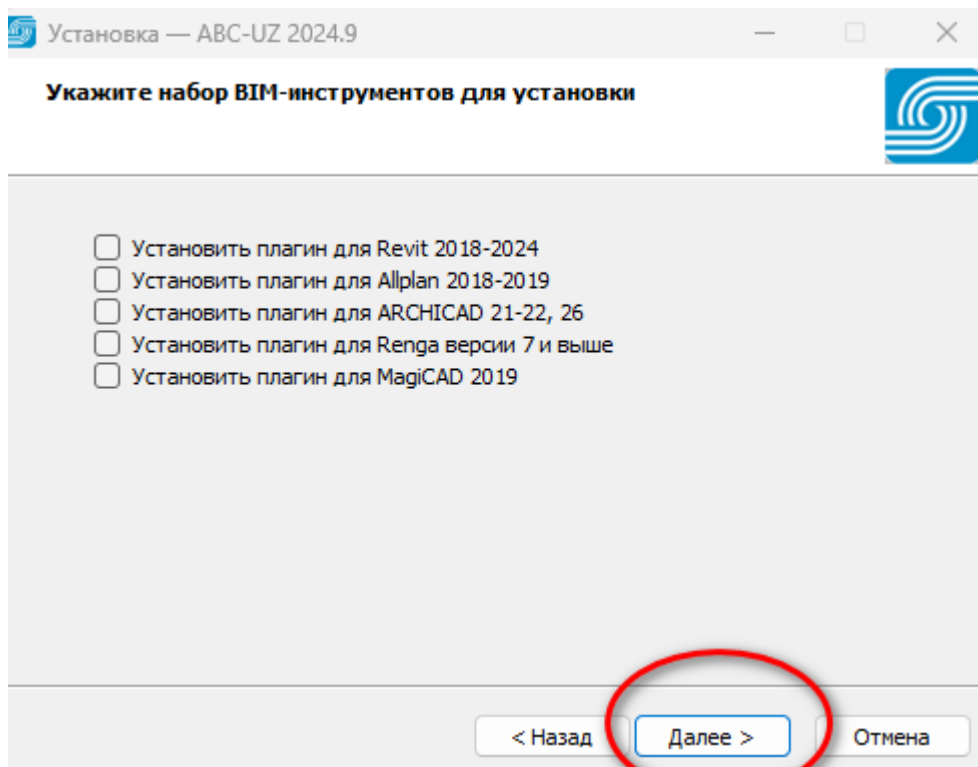 Установка — ABC-UZ 2024.9
Укажите набор BIM-инструментов для установки
Установить плагин для Revit 2018-2024
Установить плагин для Allplan 2018-2019
Установить плагин для ARCHICAD 21-22, 26
Установить плагин для Renga версии 7 и выше
Установить плагин для MagiCAD 2019
< Назад Далее > Отмена